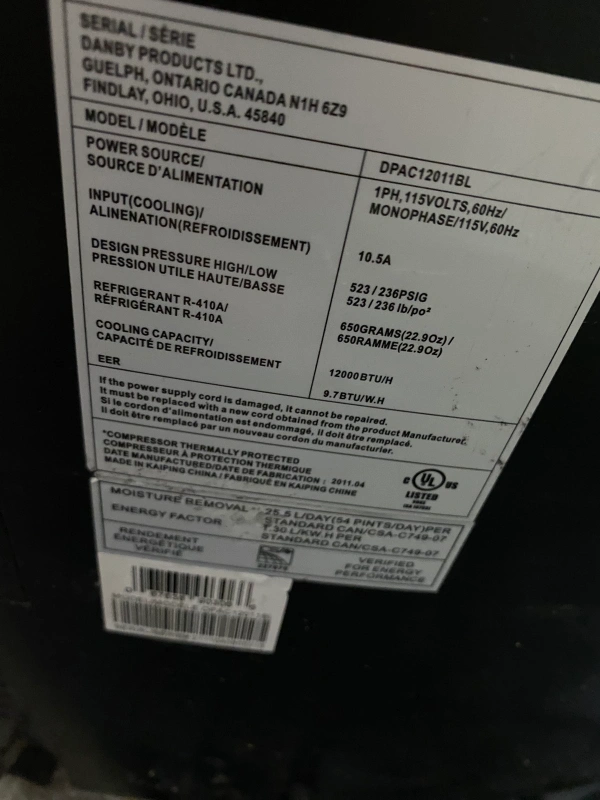 SERIAL / SÉRIE
DANBY PRODUCTS LTD.,
GUELPH, ONTARIO CANADA N1H 6Z9
FINDLAY, OHIO, U.S.A. 45840
MODEL / MODÈLE DPAC12011BL
POWER SOURCE/ 1PH,115VOLTS,60Hz/
SOURCE D'ALIMENTATION MONOPHASE/115V,60Hz
INPUT(COOLING)/
ALINENATION(REFROIDISSEMENT) 10.5A
DESIGN PRESSURE HIGH/LOW 523 / 236PSIG
PRESSION UTILE HAUTE/BASSE 523 / 236 lb/po²
REFRIGERANT R-410A/ 650GRAMS(22.9Oz) /
RÉFRIGÉRANT R-410A 650RAMME(22.9Oz)
COOLING CAPACITY/
CAPACITÉ DE REFROIDISSEMENT 12000BTU/H
EER 9.7BTU/W.H
If the power supply cord is damaged, it cannot be repaired.
It must be replaced with a new cord obtained from the product Manufacturer.
Si le cordon d'alimentation est endommagé, il doit être remplacé.
Il doit être remplacé par un nouveau cordon du manufacturier.
*COMPRESSOR THERMALLY PROTECTED
COMPRESSEUR À PROTECTION THERMIQUE
DATE MANUFACTURED/DATE DE FABRICATION : 2011.04
MADE IN KAIPING CHINA / FABRIQUÉ EN KAIPING CHINE
C UL US
LISTED
MOISTURE REMOVAL 25.5 L/DAY(54 PINTS/DAY)PER
STANDARD CAN/CSA-C749-07
ENERGY FACTOR 1.30 L/KW.H PER
STANDARD CAN/CSA-C749-07
RENDEMENT
ÉNERGÉTIQUE
VÉRIFIÉ
VERIFIED
FOR ENERGY
PERFORMANCE